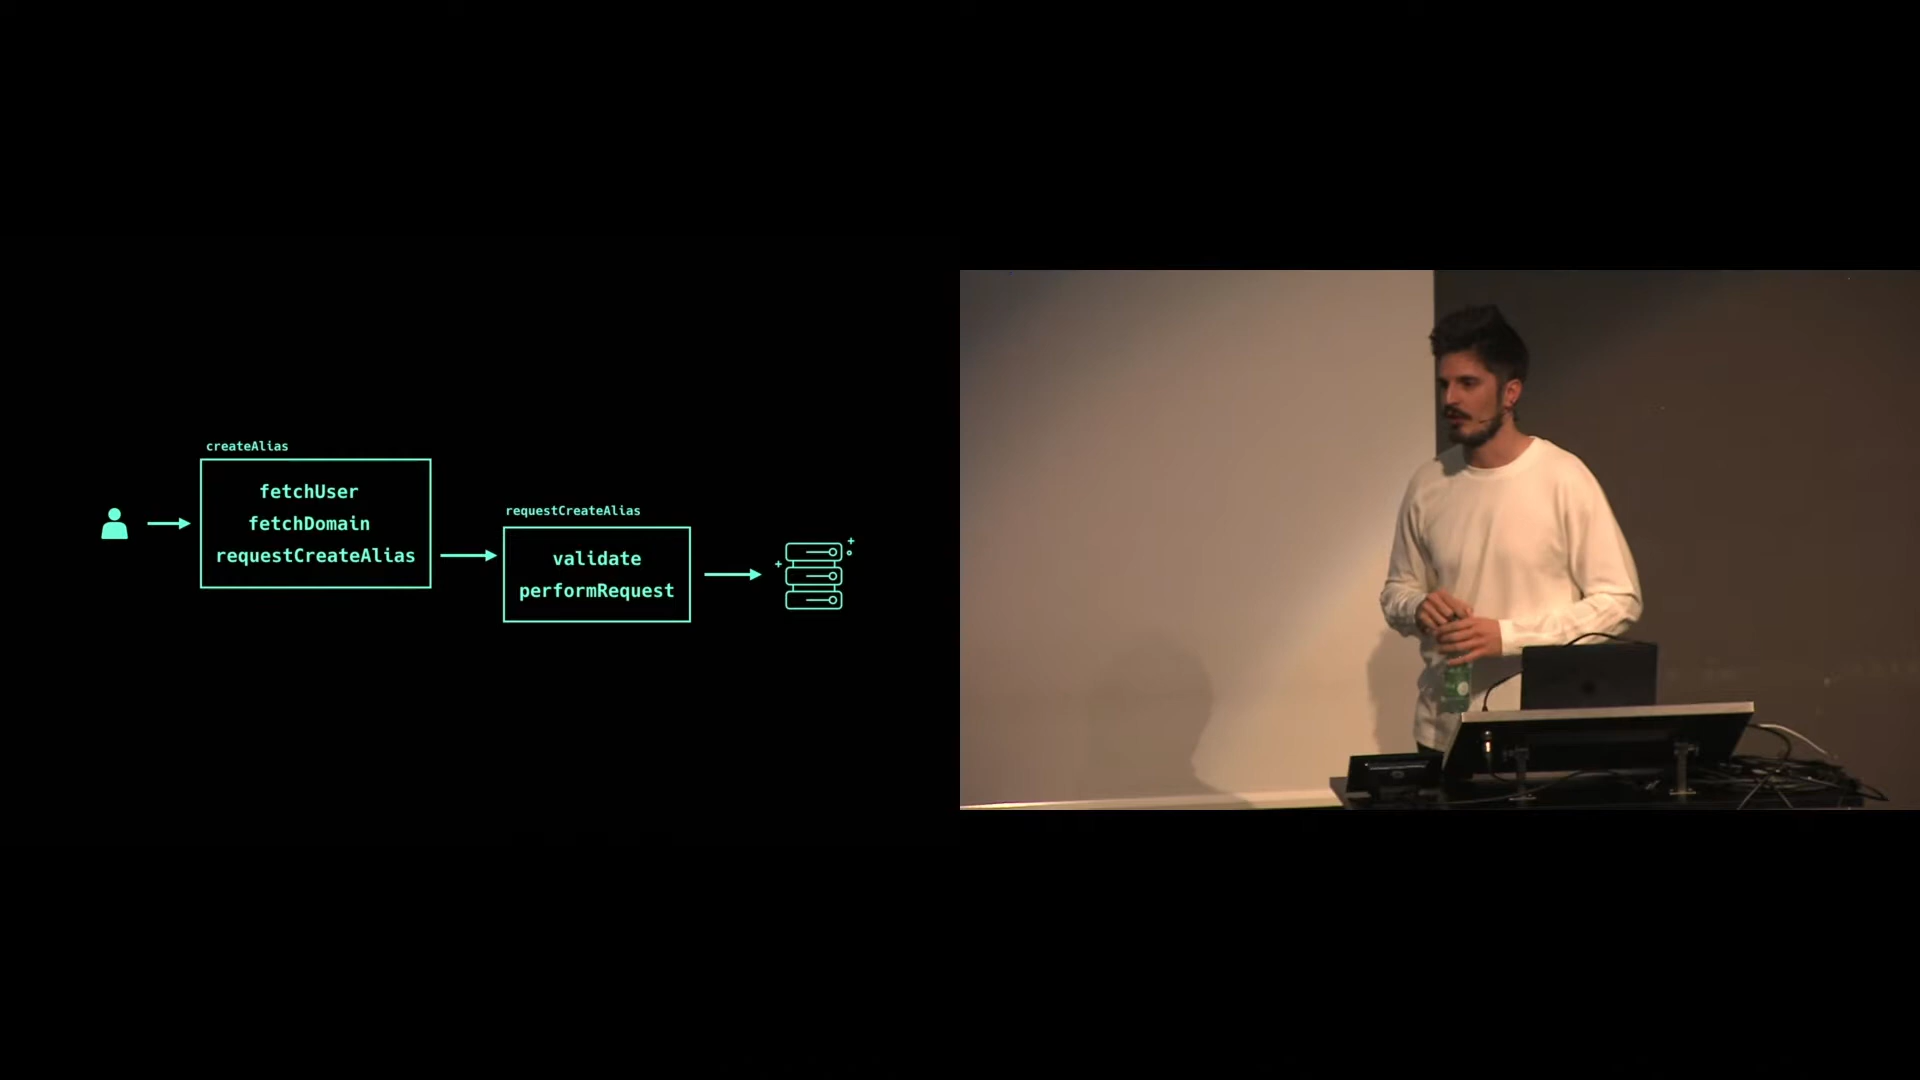 createAlias
fetchUser
fetchDomain
requestCreateAlias
requestCreateAlias
validate
performRequest